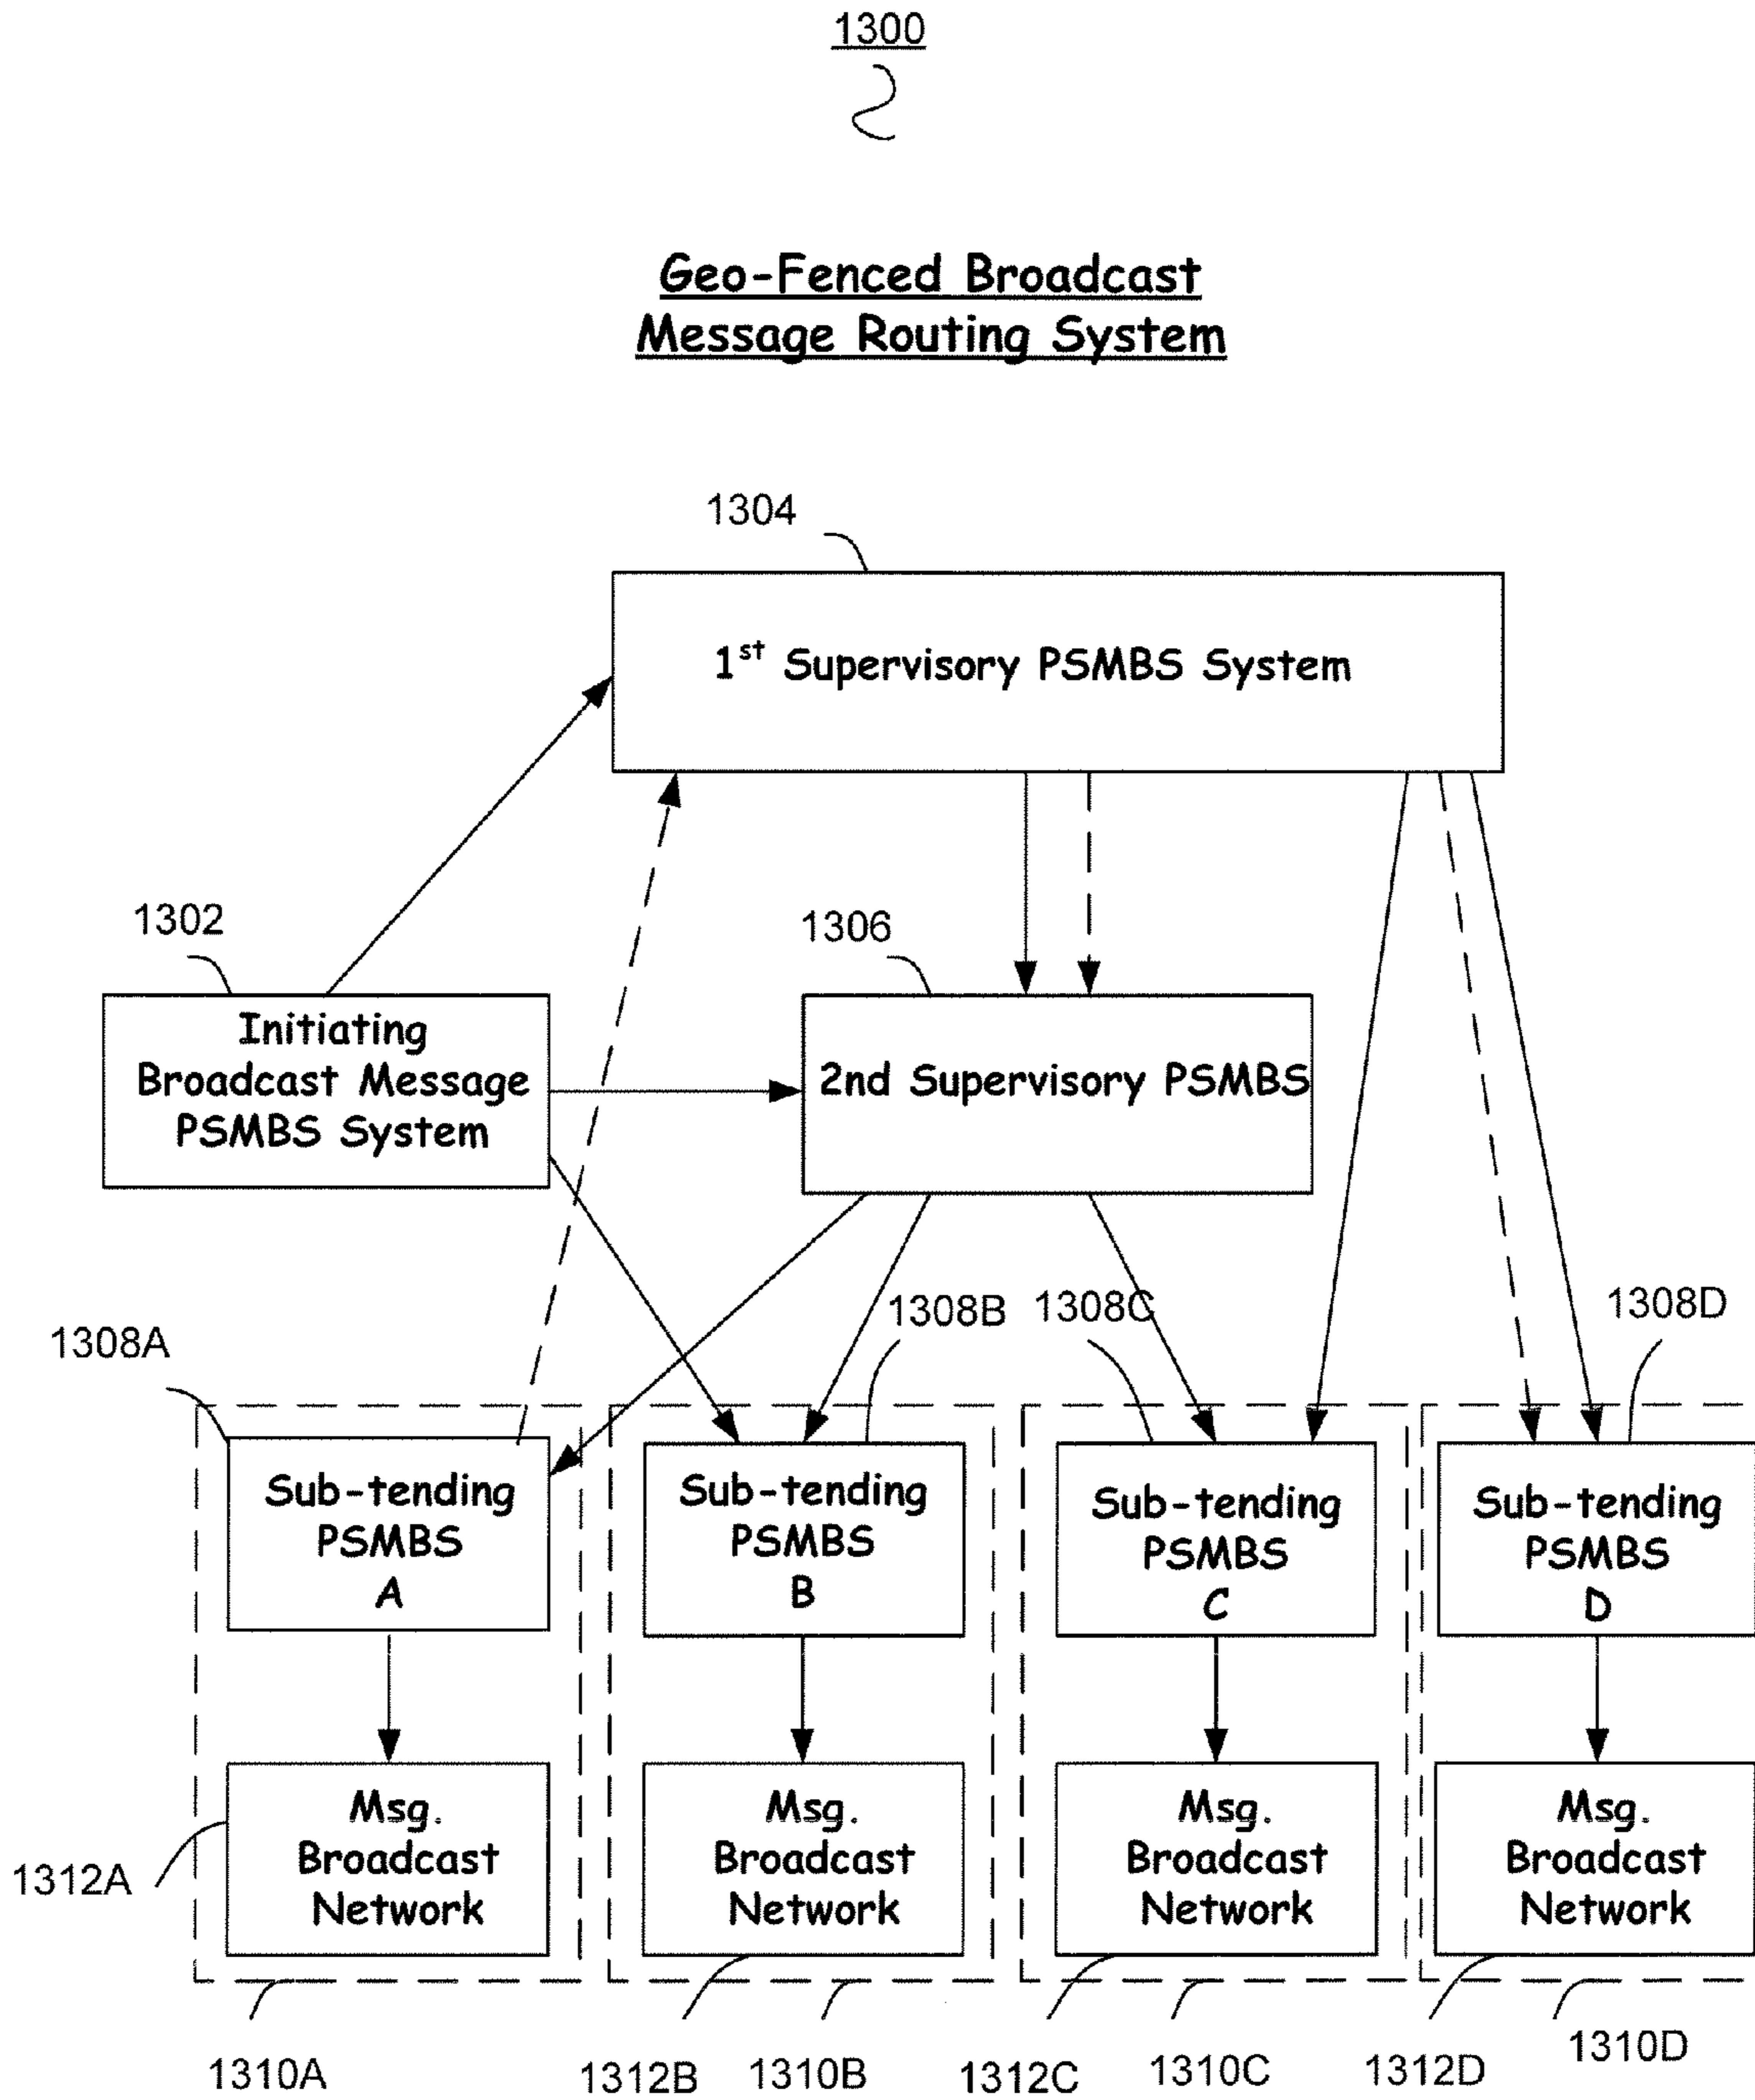 1300
Geo-Fenced Broadcast
Message Routing System
1304
1st Supervisory PSMBS System
1302
1306
Initiating
Broadcast Message
PSMBS System
2nd Supervisory PSMBS
1308A
1308B
1308C
1308D
Sub-tending
PSMBS
A
Sub-tending
PSMBS
B
Sub-tending
PSMBS
C
Sub-tending
PSMBS
D
Msg.
Broadcast
Network
Msg.
Broadcast
Network
Msg.
Broadcast
Network
Msg.
Broadcast
Network
1312A
1310A
1312B
1310B
1312C
1310C
1312D
1310D